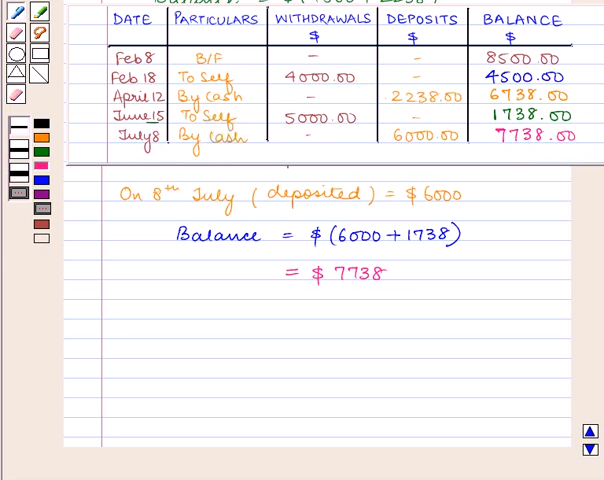 DATE PARTICULARS WITHDRAWALS DEPOSITS BALANCE
$ $ $
Feb 8 B/F - - 8500.00
Feb 18 To Self 4000.00 - 4500.00
April 12 By Cash - 2238.00 6738.00
June 15 To Self 5000.00 - 1738.00
July 8 By Cash - 6000.00 7738.00
On 8th July ( deposited ) = $ 6000
Balance = $ (6000 + 1738)
= $ 7738